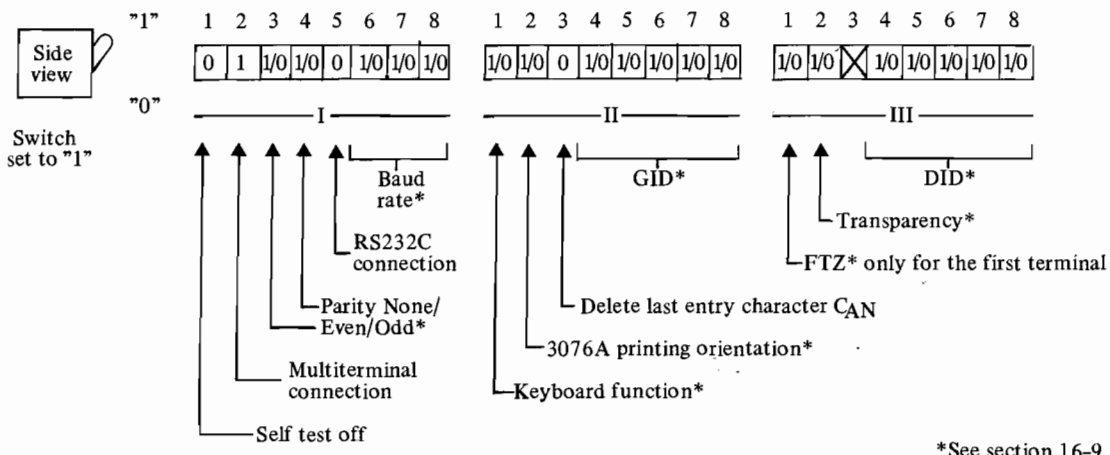 "1" 1 2 3 4 5 6 7 8 1 2 3 4 5 6 7 8 1 2 3 4 5 6 7 8
Side
view
0 1 1/0 1/0 0 1/0 1/0 1/0 1/0 1/0 0 1/0 1/0 1/0 1/0 1/0 1/0 1/0 1/0 1/0 1/0 1/0 1/0
"0"
I II III
Switch
set to "1"
Baud
rate*
GID*
DID*
RS232C
connection
Transparency*
FTZ* only for the first terminal
Parity None/
Even/Odd*
Delete last entry character CAN
3076A printing orientation*
Multiterminal
connection
Keyboard function*
Self test off
*See section 16-9